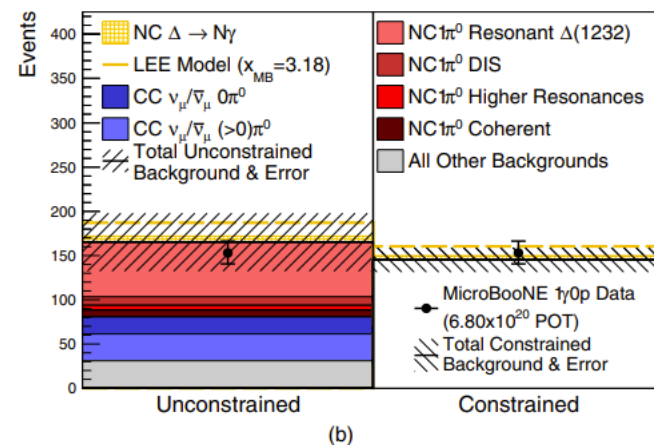 Events
400
350
300
250
200
150
100
50
0
NC Δ → Nγ
LEE Model (x_MB=3.18)
CC ν_μ/ν̅_μ 0π⁰
CC ν_μ/ν̅_μ (>0)π⁰
Total Unconstrained
Background & Error
NC1π⁰ Resonant Δ(1232)
NC1π⁰ DIS
NC1π⁰ Higher Resonances
NC1π⁰ Coherent
All Other Backgrounds
MicroBooNE 1γ0p Data
(6.80x10²⁰ POT)
Total Constrained
Background & Error
Unconstrained
Constrained
(b)